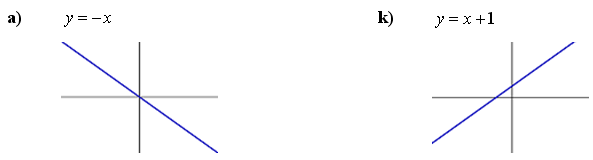 a) y = −x
k) y = x +1